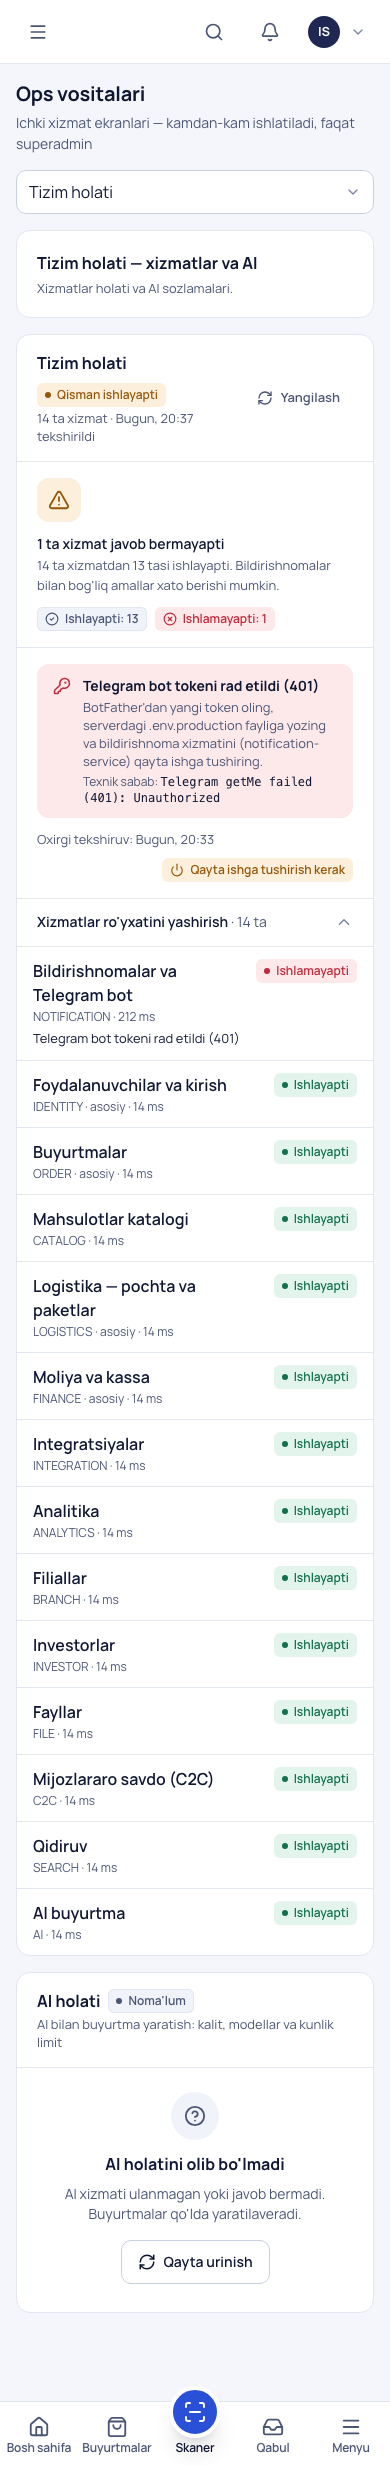 IS
Ops vositalari
Ichki xizmat ekranlari — kamdan-kam ishlatiladi, faqat
superadmin
Tizim holati
Tizim holati — xizmatlar va AI
Xizmatlar holati va AI sozlamalari.
Tizim holati
Qisman ishlayapti
14 ta xizmat · Bugun, 20:37
tekshirildi
Yangilash
1 ta xizmat javob bermayapti
14 ta xizmatdan 13 tasi ishlayapti. Bildirishnomalar
bilan bog'liq amallar xato berishi mumkin.
Ishlayapti: 13
Ishlamayapti: 1
Telegram bot tokeni rad etildi (401)
BotFather'dan yangi token oling,
serverdagi .env.production fayliga yozing
va bildirishnoma xizmatini (notification-
service) qayta ishga tushiring.
Texnik sabab: Telegram getMe failed
(401): Unauthorized
Oxirgi tekshiruv: Bugun, 20:33
Qayta ishga tushirish kerak
Xizmatlar ro'yxatini yashirish · 14 ta
Bildirishnomalar va
Telegram bot
Ishlamayapti
NOTIFICATION · 212 ms
Telegram bot tokeni rad etildi (401)
Foydalanuvchilar va kirish
Ishlayapti
IDENTITY · asosiy · 14 ms
Buyurtmalar
Ishlayapti
ORDER · asosiy · 14 ms
Mahsulotlar katalogi
Ishlayapti
CATALOG · 14 ms
Logistika — pochta va
paketlar
Ishlayapti
LOGISTICS · asosiy · 14 ms
Moliya va kassa
Ishlayapti
FINANCE · asosiy · 14 ms
Integratsiyalar
Ishlayapti
INTEGRATION · 14 ms
Analitika
Ishlayapti
ANALYTICS · 14 ms
Filiallar
Ishlayapti
BRANCH · 14 ms
Investorlar
Ishlayapti
INVESTOR · 14 ms
Fayllar
Ishlayapti
FILE · 14 ms
Mijozlararo savdo (C2C)
Ishlayapti
C2C · 14 ms
Qidiruv
Ishlayapti
SEARCH · 14 ms
AI buyurtma
Ishlayapti
AI · 14 ms
AI holati
Noma'lum
AI bilan buyurtma yaratish: kalit, modellar va kunlik
limit
AI holatini olib bo'lmadi
AI xizmati ulanmagan yoki javob bermadi.
Buyurtmalar qo'lda yaratilaveradi.
Qayta urinish
Bosh sahifa
Buyurtmalar
Skaner
Qabul
Menyu